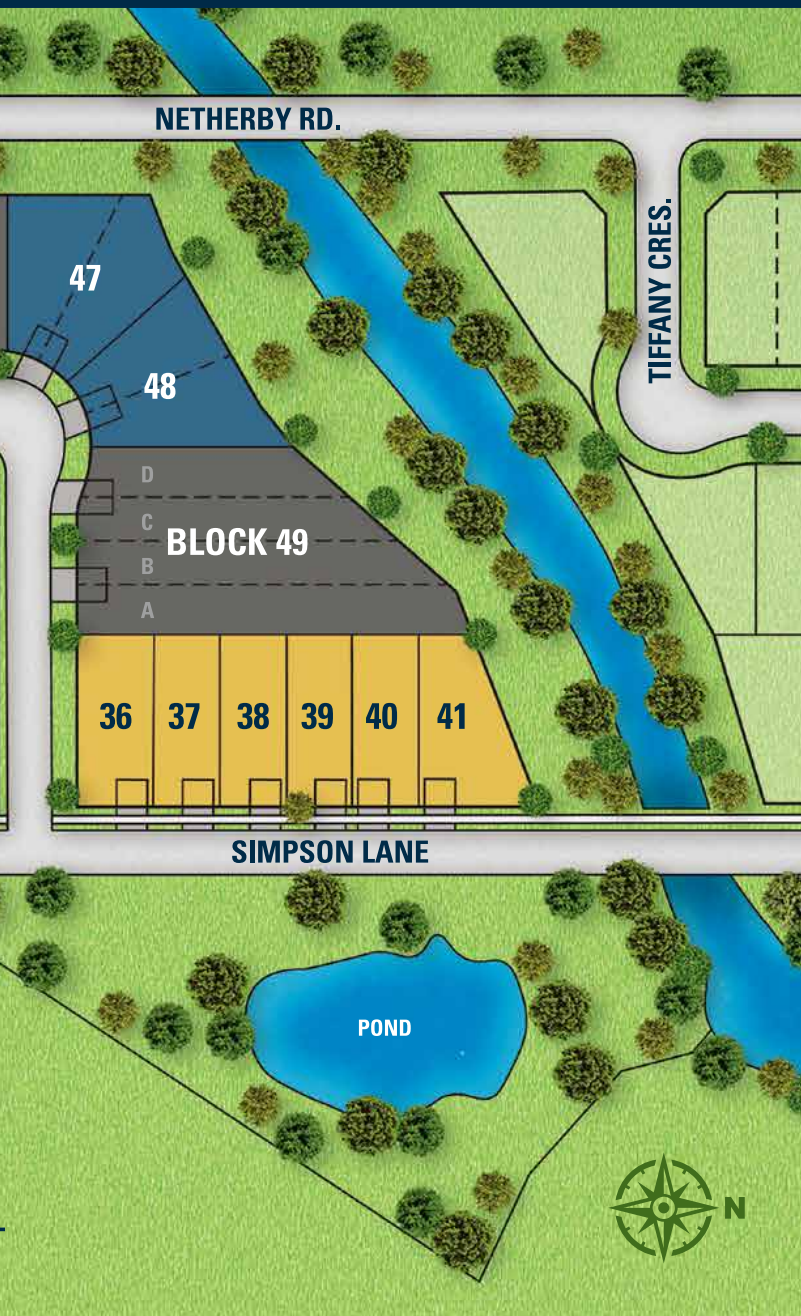 NETHERBY RD.
TIFFANY CRES.
47
48
D
C
BLOCK 49
B
A
36 37 38 39 40 41
SIMPSON LANE
POND
N